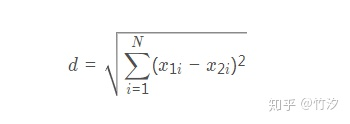 d = √(∑_{i=1}^{N} (x_{1i} − x_{2i})^2)
知乎 @竹汐